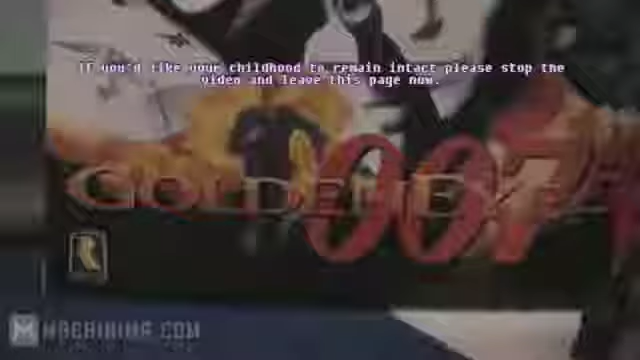 If you'd like your childhood to remain intact please stop the
video and leave this page now.
GOLDENEYE
007
R
MACHINIMA.COM